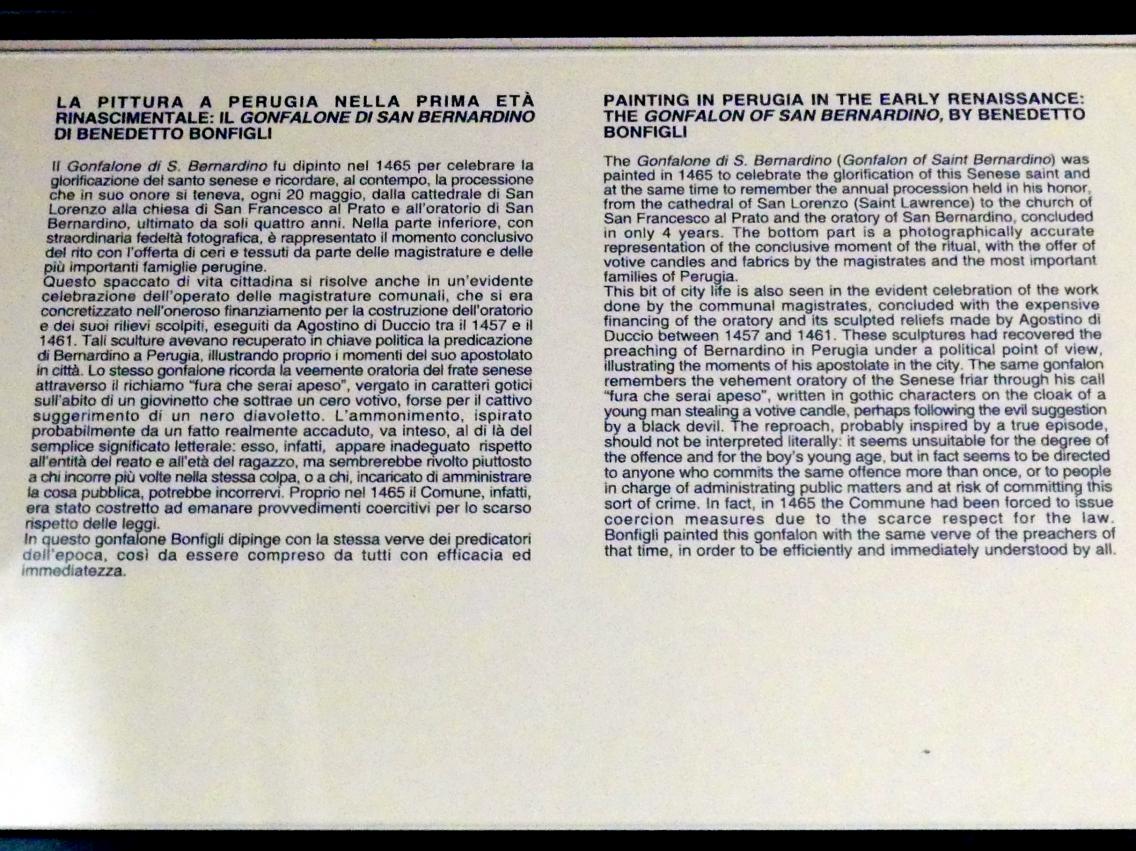 LA PITTURA A PERUGIA NELLA PRIMA ETÀ
RINASCIMENTALE: IL GONFALONE DI SAN BERNARDINO
DI BENEDETTO BONFIGLI
Il Gonfalone di S. Bernardino fu dipinto nel 1465 per celebrare la
glorificazione del santo senese e ricordare, al contempo, la processione
che in suo onore si teneva, ogni 20 maggio, dalla cattedrale di San
Lorenzo alla chiesa di San Francesco al Prato e all'oratorio di San
Bernardino, ultimato da soli quattro anni. Nella parte inferiore, con
straordinaria fedeltà fotografica, è rappresentato il momento conclusivo
del rito con l'offerta di ceri e tessuti da parte delle magistrature e delle
più importanti famiglie perugine.
Questo spaccato di vita cittadina si risolve anche in un'evidente
celebrazione dell'operato delle magistrature comunali, che si era
concretizzato nell'oneroso finanziamento per la costruzione dell'oratorio
e dei suoi rilievi scolpiti, eseguiti da Agostino di Duccio tra il 1457 e il
1461. Tali sculture avevano recuperato in chiave politica la predicazione
di Bernardino a Perugia, illustrando proprio i momenti del suo apostolato
in città. Lo stesso gonfalone ricorda la veemente oratoria del frate senese
attraverso il richiamo "fura che serai apeso", vergato in caratteri gotici
sull'abito di un giovinetto che sottrae un cero votivo, forse per il cattivo
suggerimento di un nero diavoletto. L'ammonimento, ispirato
probabilmente da un fatto realmente accaduto, va inteso, al di là del
semplice significato letterale: esso, infatti, appare inadeguato rispetto
all'entità del reato e all'età del ragazzo, ma sembrerebbe rivolto piuttosto
a chi incorre più volte nella stessa colpa, o a chi, incaricato di amministrare
la cosa pubblica, potrebbe incorrervi. Proprio nel 1465 il Comune, infatti,
era stato costretto ad emanare provvedimenti coercitivi per lo scarso
rispetto delle leggi.
In questo gonfalone Bonfigli dipinge con la stessa verve dei predicatori
dell'epoca, così da essere compreso da tutti con efficacia ed
immediatezza.
PAINTING IN PERUGIA IN THE EARLY RENAISSANCE:
THE GONFALON OF SAN BERNARDINO, BY BENEDETTO
BONFIGLI
The Gonfalone di S. Bernardino (Gonfalon of Saint Bernardino) was
painted in 1465 to celebrate the glorification of this Senese saint and
at the same time to remember the annual procession held in his honor,
from the cathedral of San Lorenzo (Saint Lawrence) to the church of
San Francesco al Prato and the oratory of San Bernardino, concluded
in only 4 years. The bottom part is a photographically accurate
representation of the conclusive moment of the ritual, with the offer of
votive candles and fabrics by the magistrates and the most important
families of Perugia.
This bit of city life is also seen in the evident celebration of the work
done by the communal magistrates, concluded with the expensive
financing of the oratory and its sculpted reliefs made by Agostino di
Duccio between 1457 and 1461. These sculptures had recovered the
preaching of Bernardino in Perugia under a political point of view,
illustrating the moments of his apostolate in the city. The same gonfalon
remembers the vehement oratory of the Senese friar through his call
"fura che serai apeso", written in gothic characters on the cloak of a
young man stealing a votive candle, perhaps following the evil suggestion
by a black devil. The reproach, probably inspired by a true episode,
should not be interpreted literally: it seems unsuitable for the degree of
the offence and for the boy's young age, but in fact seems to be directed
to anyone who commits the same offence more than once, or to people
in charge of administrating public matters and at risk of committing this
sort of crime. In fact, in 1465 the Commune had been forced to issue
coercion measures due to the scarce respect for the law.
Bonfigli painted this gonfalon with the same verve of the preachers of
that time, in order to be efficiently and immediately understood by all.